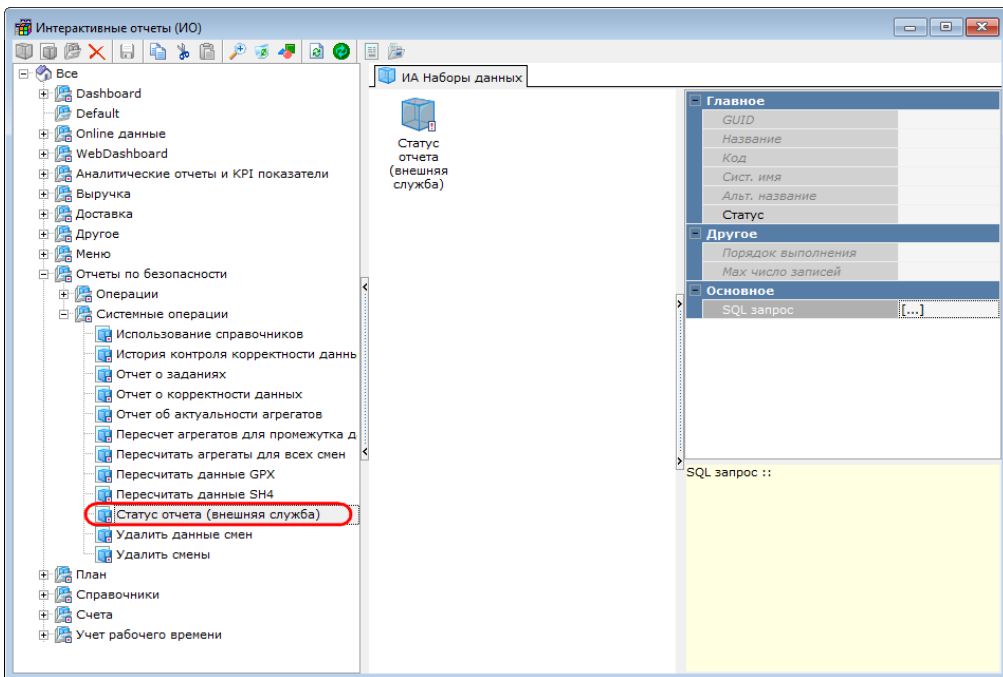 Интерактивные отчеты (ИО)
Все
Dashboard
Default
Online данные
WebDashboard
Аналитические отчеты и KPI показатели
Выручка
Доставка
Другое
Меню
Отчеты по безопасности
Операции
Системные операции
Использование справочников
История контроля корректности даннь
Отчет о заданиях
Отчет о корректности данных
Отчет об актуальности агрегатов
Пересчет агрегатов для промежутка д
Пересчитать агрегаты для всех смен
Пересчитать данные GPX
Пересчитать данные SH4
Статус отчета (внешняя служба)
Удалить данные смен
Удалить смены
План
Справочники
Счета
Учет рабочего времени
ИА Наборы данных
Статус
отчета
(внешняя
служба)
Главное
GUID
Название
Код
Сист. имя
Альт. название
Статус
Другое
Порядок выполнения
Мах число записей
Основное
SQL запрос [...]
SQL запрос ::